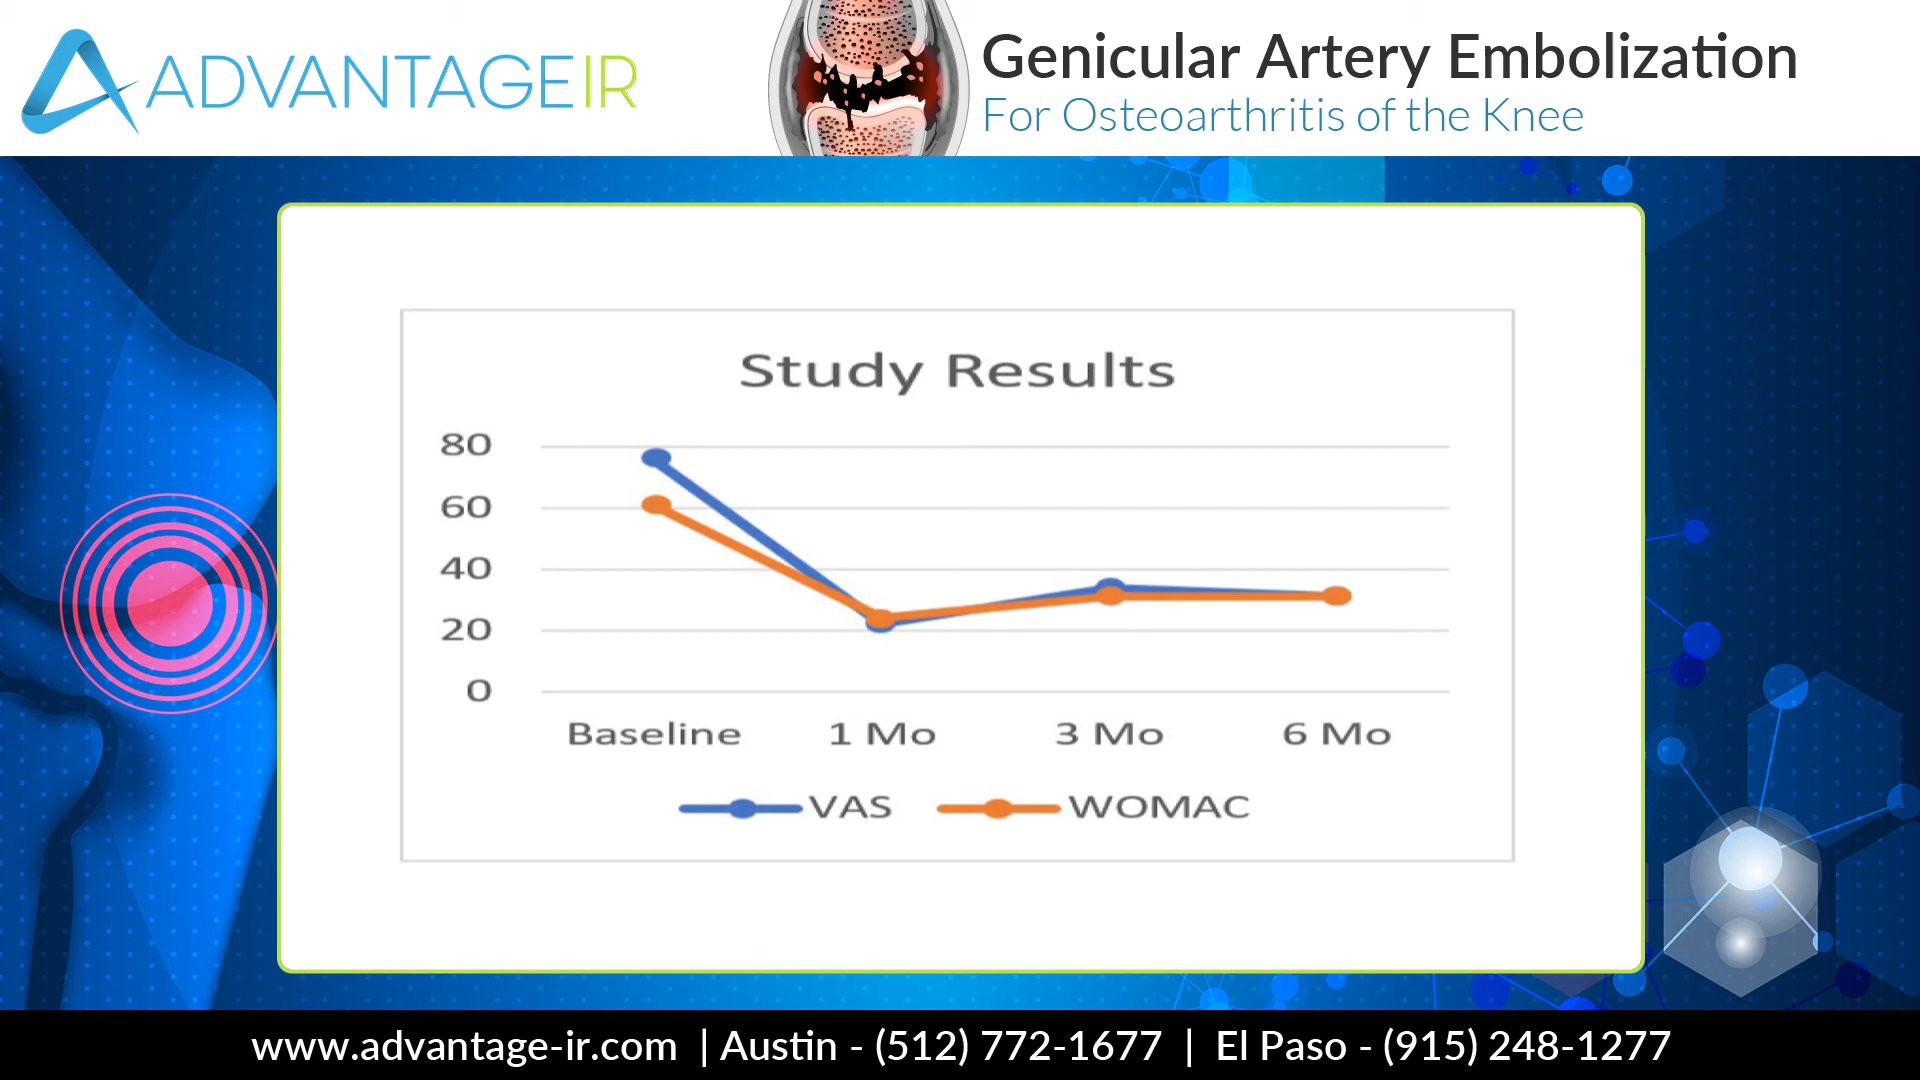 ADVANTAGEIR
Genicular Artery Embolization
For Osteoarthritis of the Knee
Study Results
80
60
40
20
0
Baseline 1 Mo 3 Mo 6 Mo
VAS WOMAC
www.advantage-ir.com | Austin - (512) 772-1677 | El Paso - (915) 248-1277